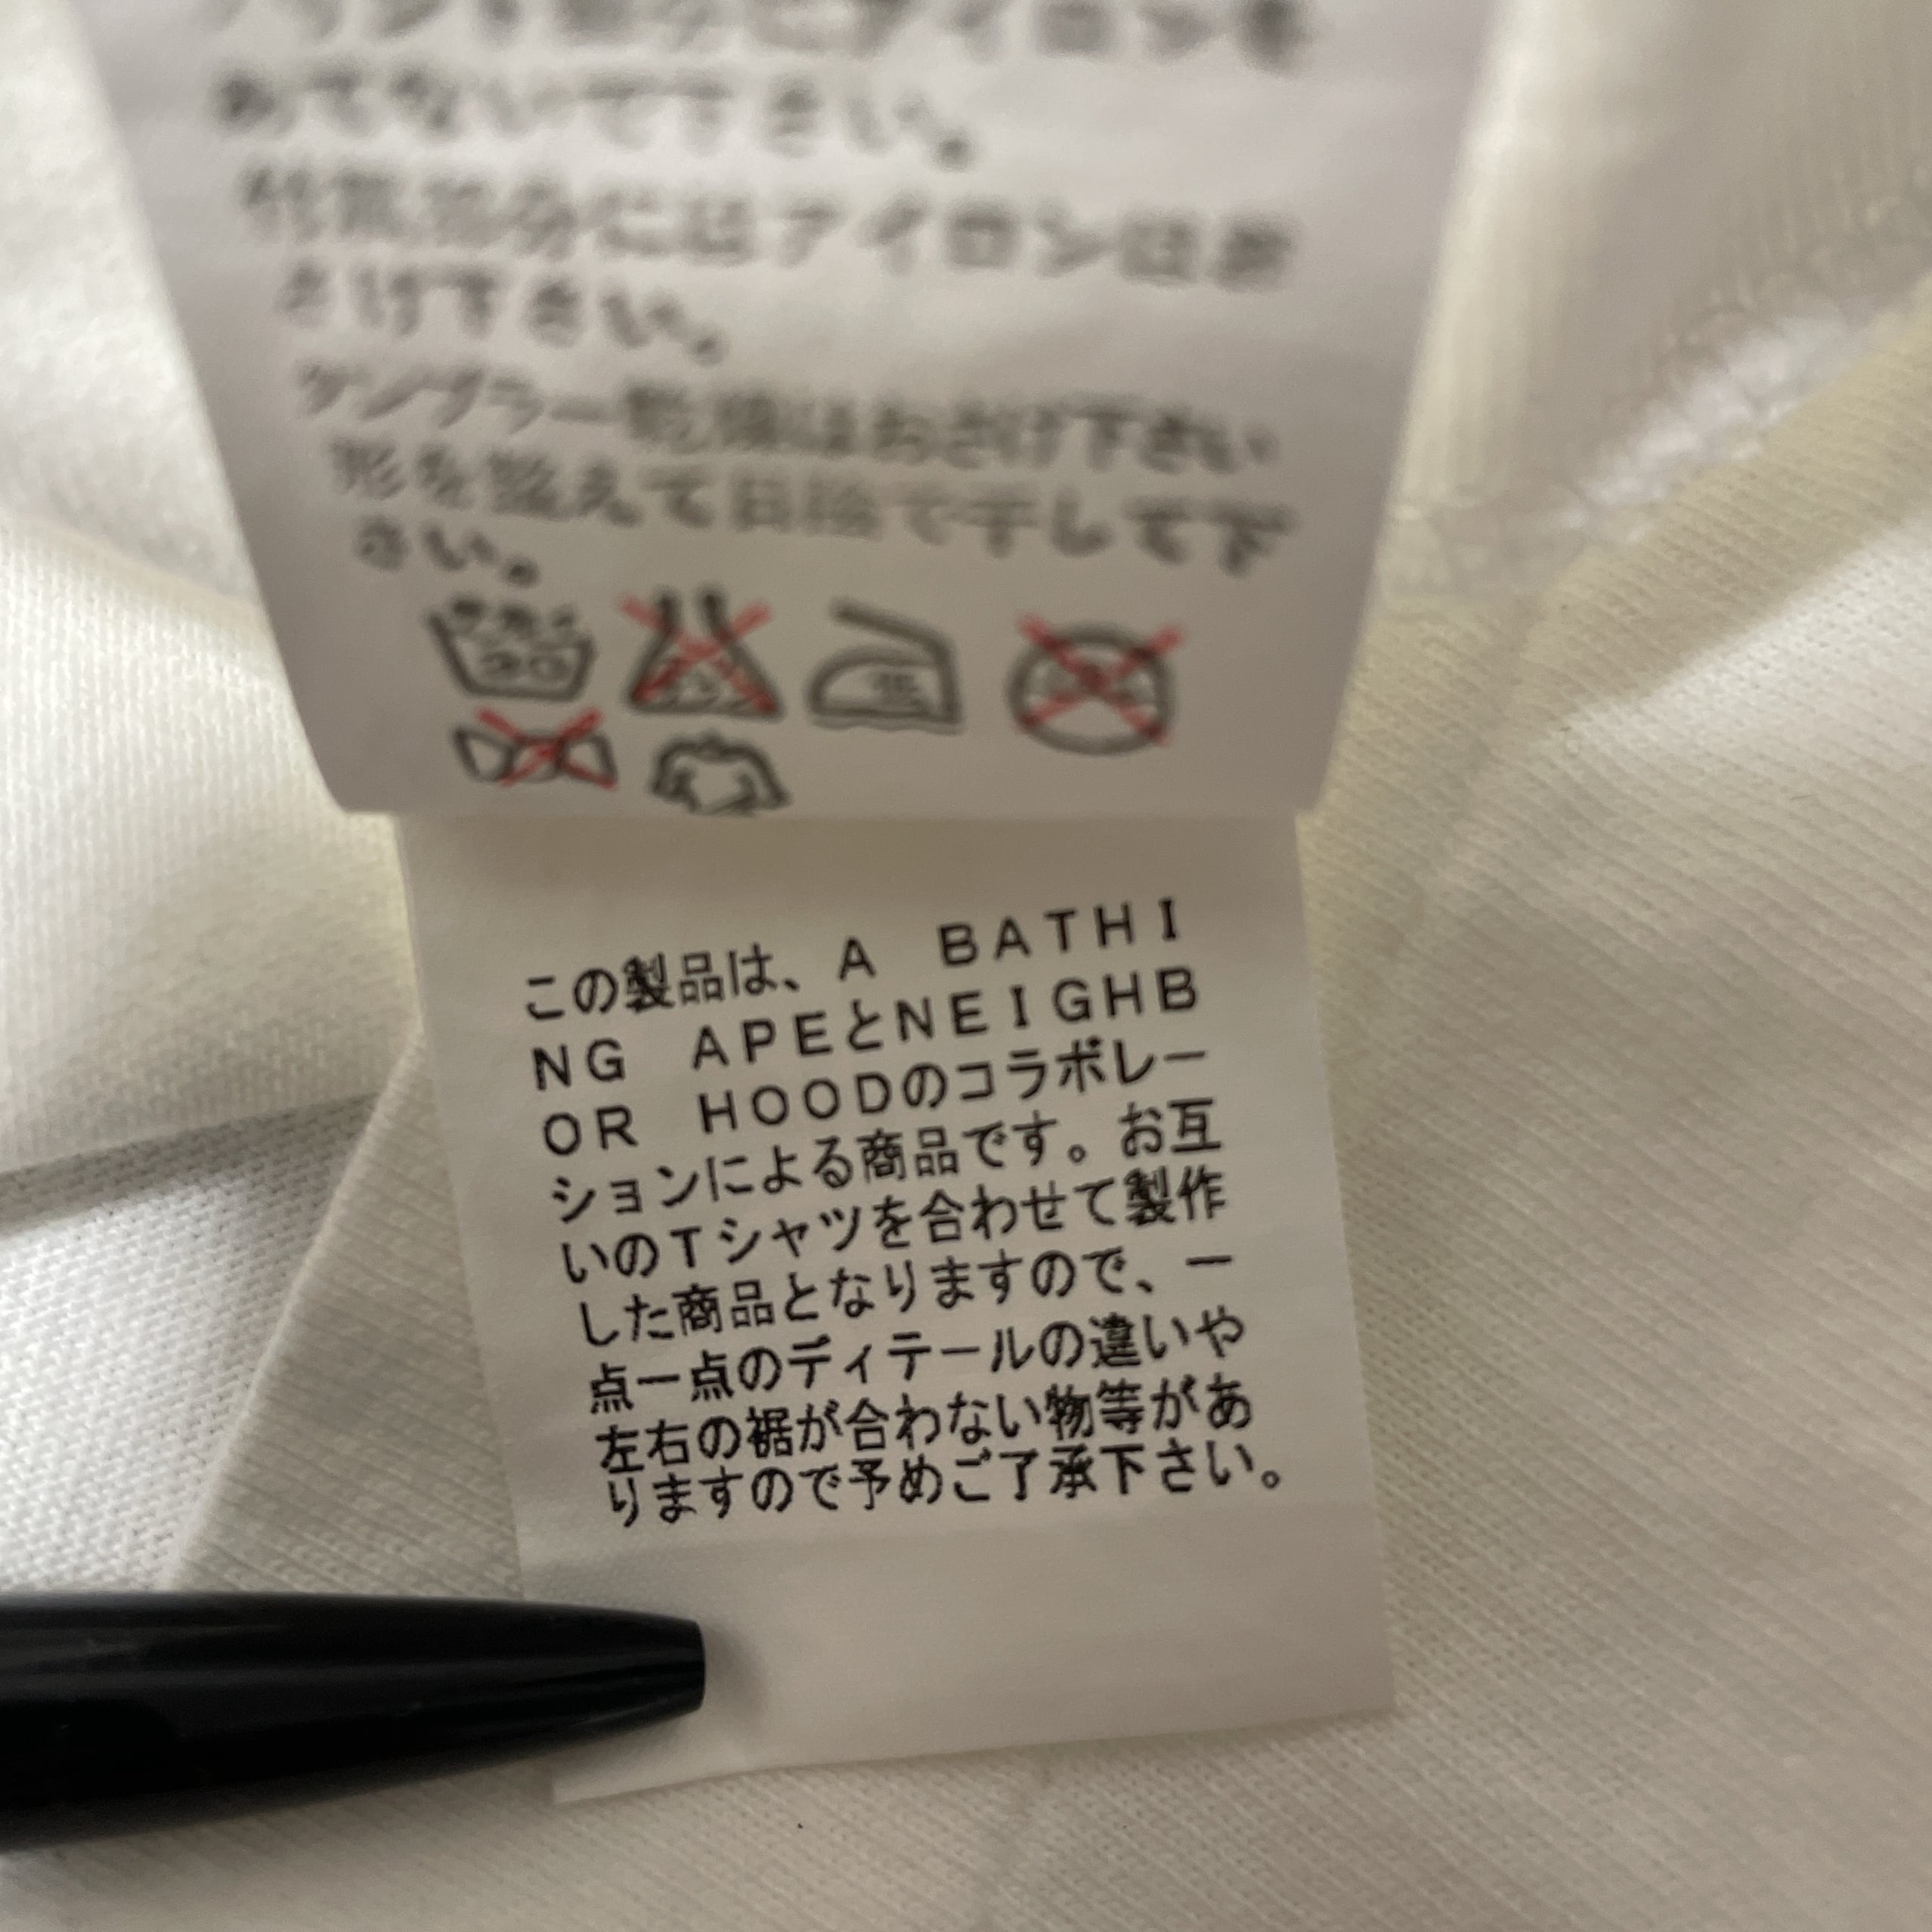 めてないで下さい。
付属部分にはアイロンはお
さけ下さい。
タンブラー乾燥はおさけ下さい
形を整えて日陰で干して下
さい。
この製品は、A BATHI
NG APEとNEIGHB
OR HOODのコラボレー
ションによる商品です。お互
いのTシャツを合わせて製作
した商品となりますので、一
点一点のディテールの違いや
左右の裾が合わない物等があ
りますので予めご了承下さい。